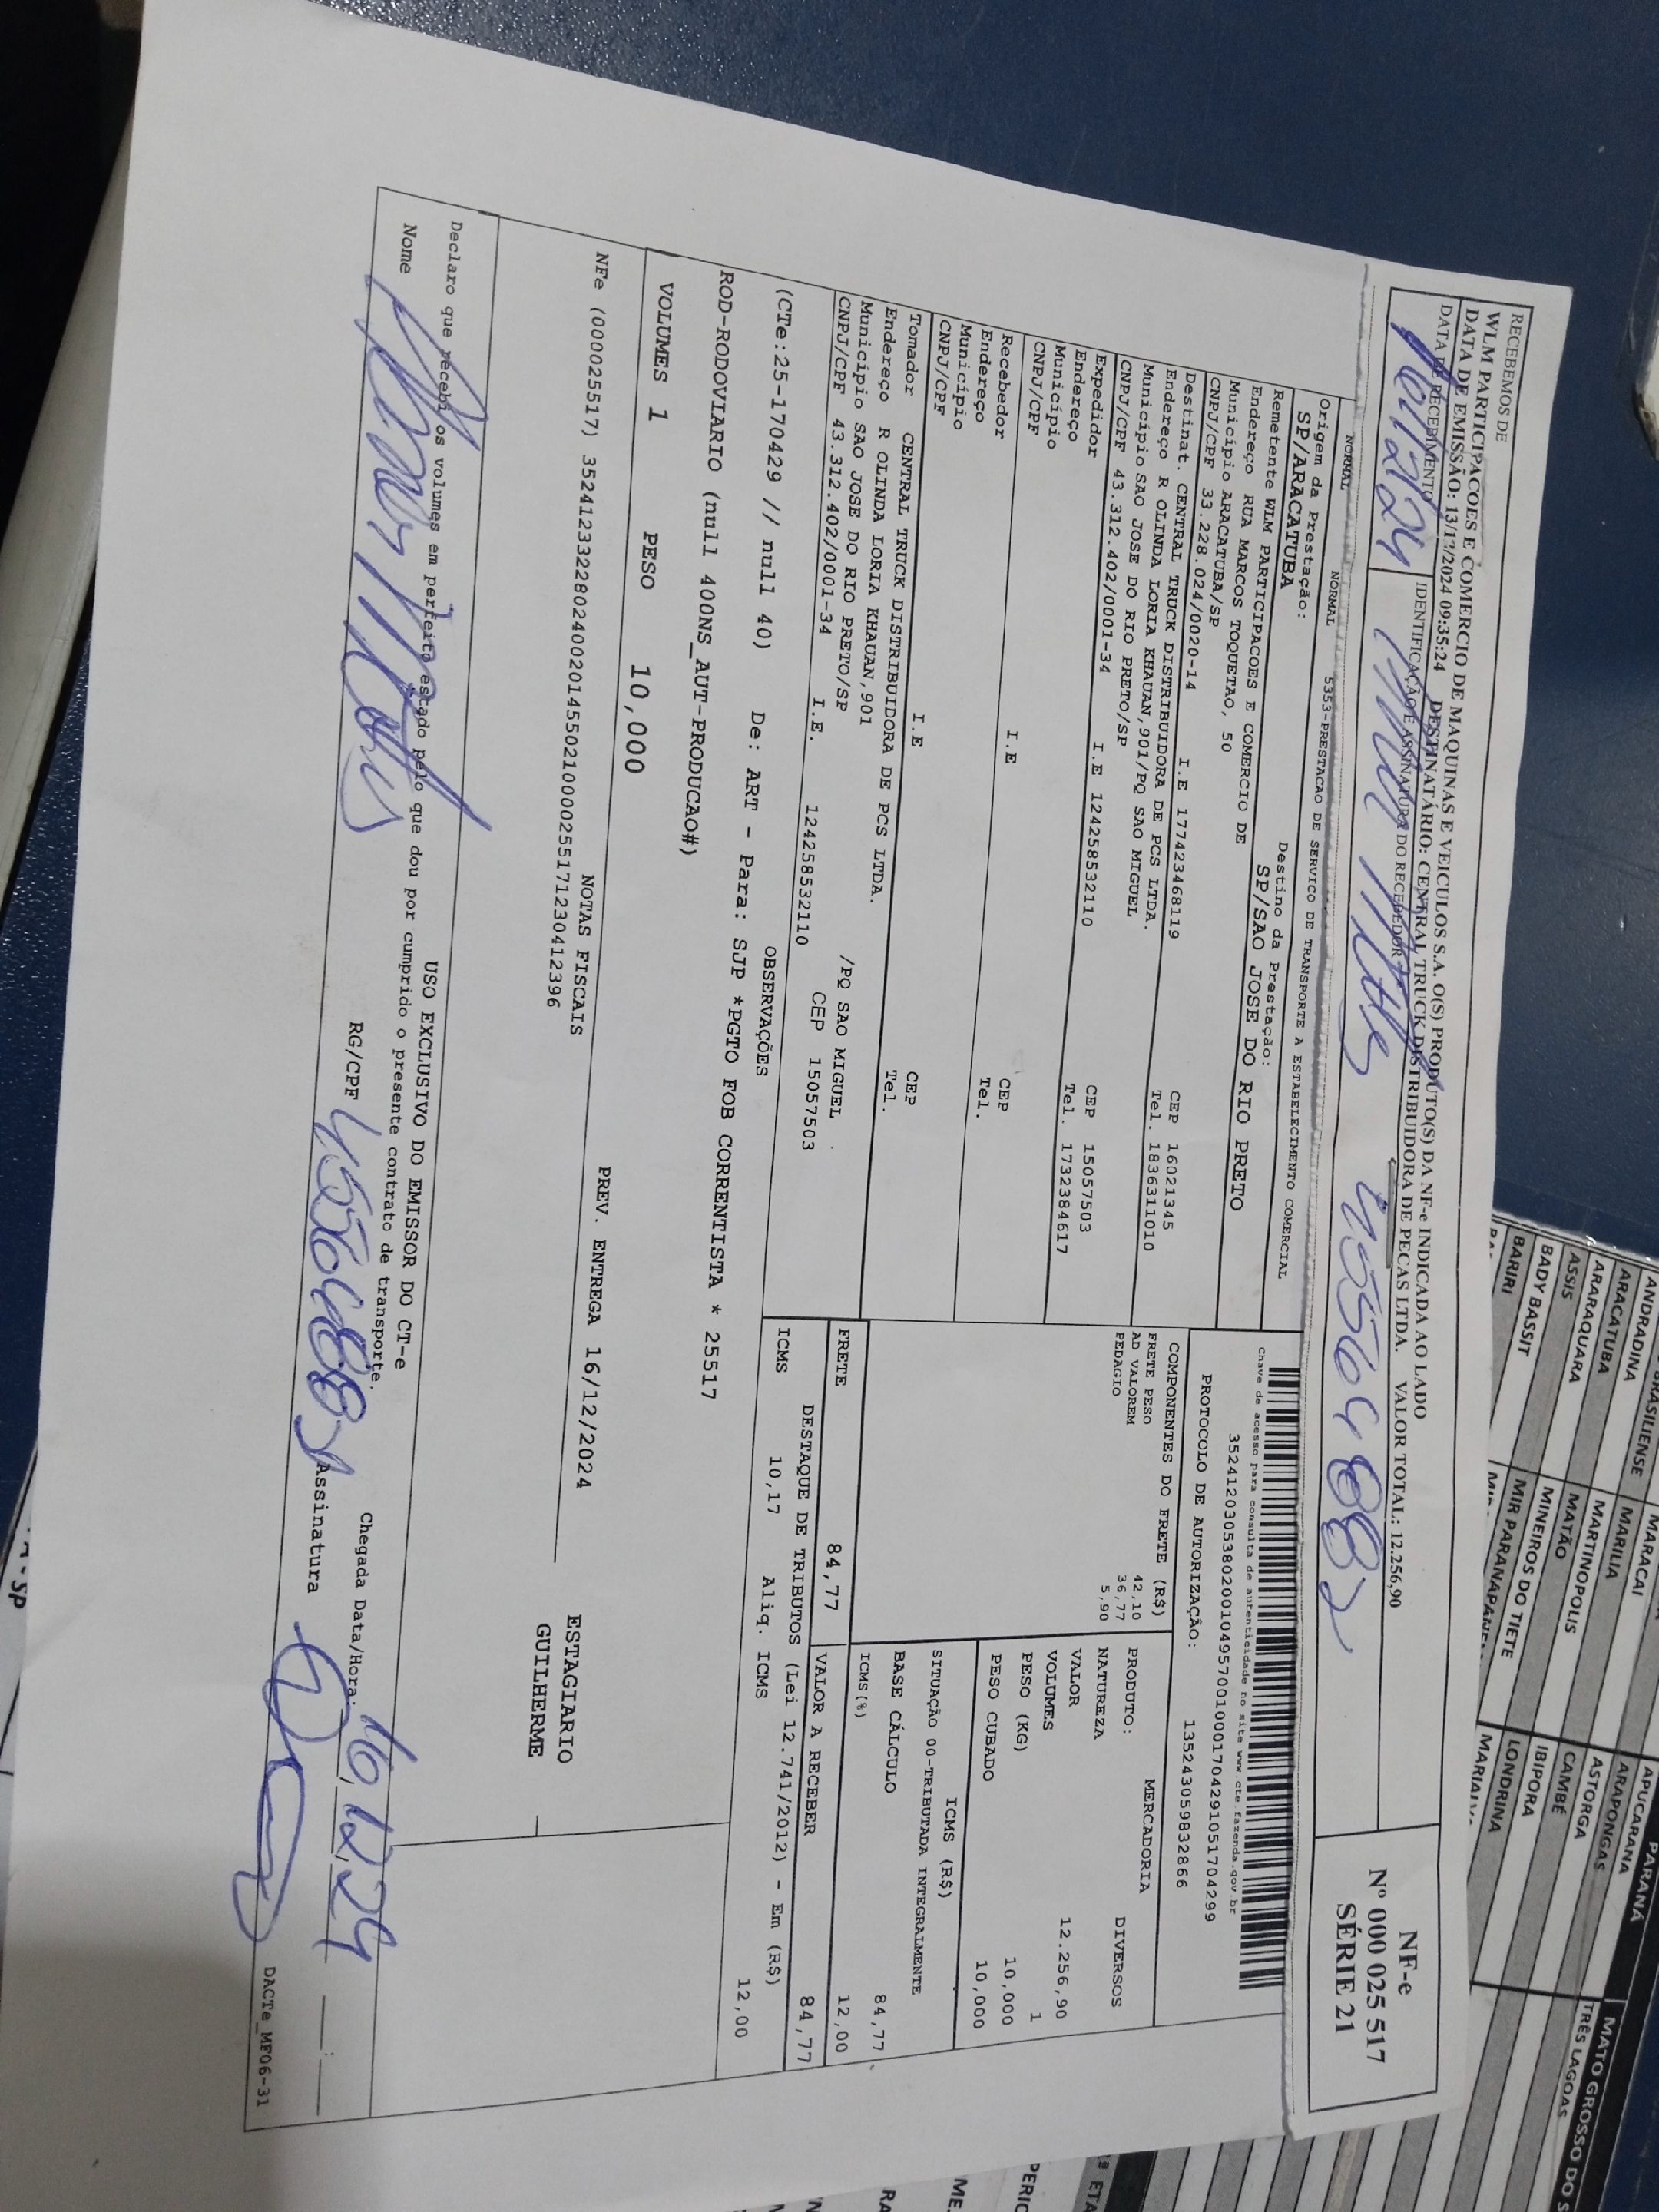 RECEBEMOS DE
WLM PARTICIPACOES E COMERCIO DE MAQUINAS E VEICULOS S.A. O(S) PRODUTO(S) DA NF-e INDICADA AO LADO
DATA DE EMISSÃO: 13/12/2024 09:35:24 DESTINATÁRIO: CENTRAL TRUCK DISTRIBUIDORA DE PECAS LTDA. VALOR TOTAL: 12.256,90
DATA DE RECEBIMENTO
IDENTIFICAÇÃO E ASSINATURA DO RECEBEDOR
45564882
NF-e
Nº 000 025 517
SÉRIE 21
NORMAL NORMAL 5353-PRESTACAO DE SERVICO DE TRANSPORTE A ESTABELECIMENTO COMERCIAL
Origem da Prestação:
SP/ARACATUBA
Destino da Prestação:
SP/SAO JOSE DO RIO PRETO
Remetente WLM PARTICIPACOES E COMERCIO DE
Endereço RUA MARCOS TOQUETAO, 50
Município ARACATUBA/SP CEP 16021345
CNPJ/CPF 33.228.024/0020-14 I.E 177423468119 Tel. 1836311010
Destinat. CENTRAL TRUCK DISTRIBUIDORA DE PCS LTDA.
Endereço R OLINDA LORIA KHAUAN,901/PQ SAO MIGUEL
Município SAO JOSE DO RIO PRETO/SP CEP 15057503
CNPJ/CPF 43.312.402/0001-34 I.E 124258532110 Tel. 1732384617
Expedidor
Endereço
Município CEP
CNPJ/CPF I.E Tel.
Recebedor
Endereço
Município CEP
CNPJ/CPF I.E Tel.
Tomador CENTRAL TRUCK DISTRIBUIDORA DE PCS LTDA.
Endereço R OLINDA LORIA KHAUAN,901 /PQ SAO MIGUEL
Município SAO JOSE DO RIO PRETO/SP CEP 15057503
CNPJ/CPF 43.312.402/0001-34 I.E. 124258532110
Chave de acesso para consulta de autenticidade no site www.cte.fazenda.gov.br
35241203053802001049570010001704291051704299
PROTOCOLO DE AUTORIZAÇÃO: 135243059832866
COMPONENTES DO FRETE (R$)
FRETE PESO 42,10
AD VALOREM 36,77
PEDAGIO 5,90
FRETE 84,77
MERCADORIA
PRODUTO: DIVERSOS
NATUREZA
VALOR 12.256,90
VOLUMES 1
PESO (KG) 10,000
PESO CUBADO 10,000
ICMS (R$)
SITUAÇÃO 00-TRIBUTADA INTEGRALMENTE
BASE CÁLCULO 84,77
ICMS(%) 12,00
VALOR A RECEBER 84,77
DESTAQUE DE TRIBUTOS (Lei 12.741/2012) - Em (R$)
ICMS 10,17 Aliq. ICMS 12,00
OBSERVAÇÕES
(CTe:25-170429 // null 40) De: ART - Para: SJP *PGTO FOB CORRENTISTA * 25517
ROD-RODOVIARIO (null 400NS_AUT-PRODUCAO#)
VOLUMES 1 PESO 10,000
PREV. ENTREGA 16/12/2024
ESTAGIARIO
GUILHERME
NOTAS FISCAIS
NFe (000025517) 35241233228024002014550210000255171230412396
USO EXCLUSIVO DO EMISSOR DO CT-e
Declaro que recebi os volumes em perfeito estado pelo que dou por cumprido o presente contrato de transporte.
Chegada Data/Hora: 16/12/24
Nome
RG/CPF 45564882
Assinatura
DACTe_MF06-31
BRASILIENSE
ANDRADINA
ARACATUBA
ARARAQUARA
ASSIS
BADY BASSIT
BARIRI
MARACAI
MARILIA
MARTINOPOLIS
MATÃO
MINEIROS DO TIETE
MIR PARANAPANEMA
PARANÁ
APUCARANA
ARAPONGAS
ASTORGA
CAMBÉ
IBIPORA
LONDRINA
MATO GROSSO DO S
TRÊS LAGOAS